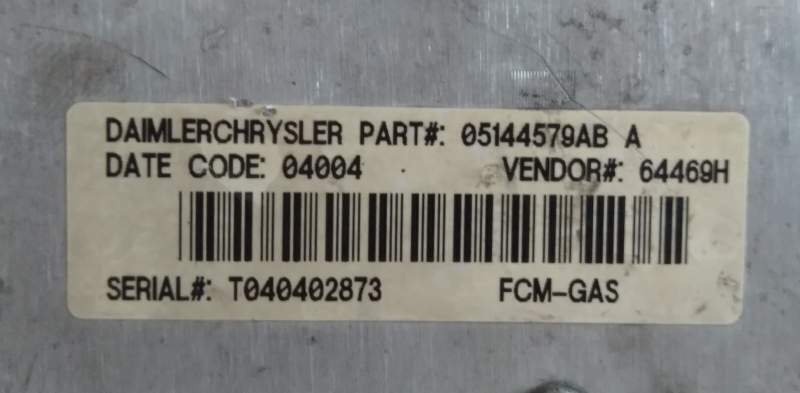 DAIMLERCHRYSLER PART#: 05144579AB A
DATE CODE: 04004 VENDOR#: 64469H
SERIAL#: T040402873 FCM-GAS